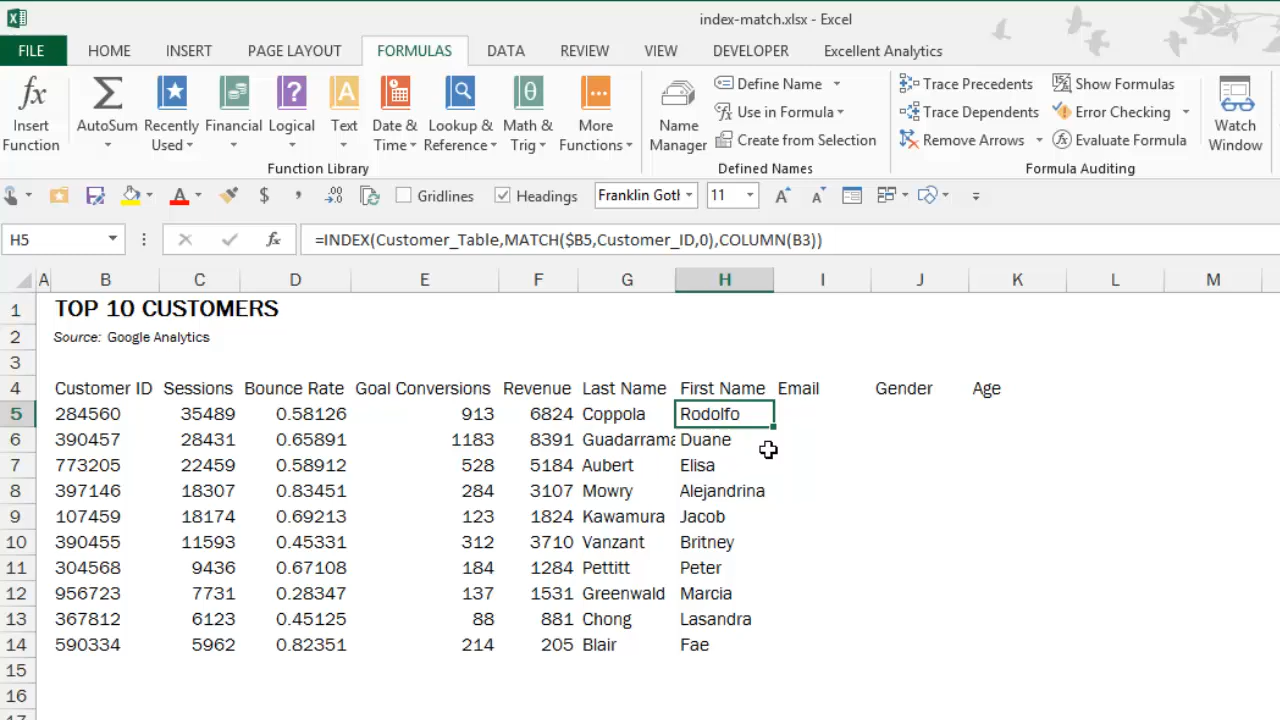 index-match.xlsx - Excel
FILE HOME INSERT PAGE LAYOUT FORMULAS DATA REVIEW VIEW DEVELOPER Excellent Analytics
fx Insert Function
Σ AutoSum
Recently Used
Financial
? Logical
A Text
Date & Time
Lookup & Reference
θ Math & Trig
More Functions
Function Library
Name Manager
Define Name
Use in Formula
Create from Selection
Defined Names
Trace Precedents
Trace Dependents
Remove Arrows
Show Formulas
Error Checking
fx Evaluate Formula
Formula Auditing
Watch Window
A $ , .00 Gridlines Headings Franklin Goth 11 A A
H5 fx =INDEX(Customer_Table,MATCH($B5,Customer_ID,0),COLUMN(B3))
A B C D E F G H I J K L M
1 TOP 10 CUSTOMERS
2 Source: Google Analytics
3
4 Customer ID Sessions Bounce Rate Goal Conversions Revenue Last Name First Name Email Gender Age
5 284560 35489 0.58126 913 6824 Coppola Rodolfo
6 390457 28431 0.65891 1183 8391 Guadarrama Duane
7 773205 22459 0.58912 528 5184 Aubert Elisa
8 397146 18307 0.83451 284 3107 Mowry Alejandrina
9 107459 18174 0.69213 123 1824 Kawamura Jacob
10 390455 11593 0.45331 312 3710 Vanzant Britney
11 304568 9436 0.67108 184 1284 Pettitt Peter
12 956723 7731 0.28347 137 1531 Greenwald Marcia
13 367812 6123 0.45125 88 881 Chong Lasandra
14 590334 5962 0.82351 214 205 Blair Fae
15
16
17